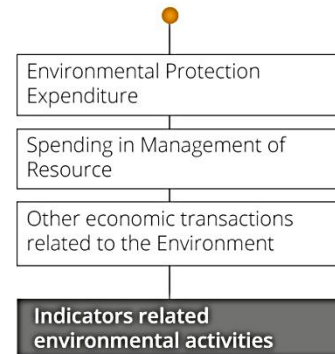 Environmental Protection
Expenditure
Spending in Management of
Resource
Other economic transactions
related to the Environment
Indicators related
environmental activities